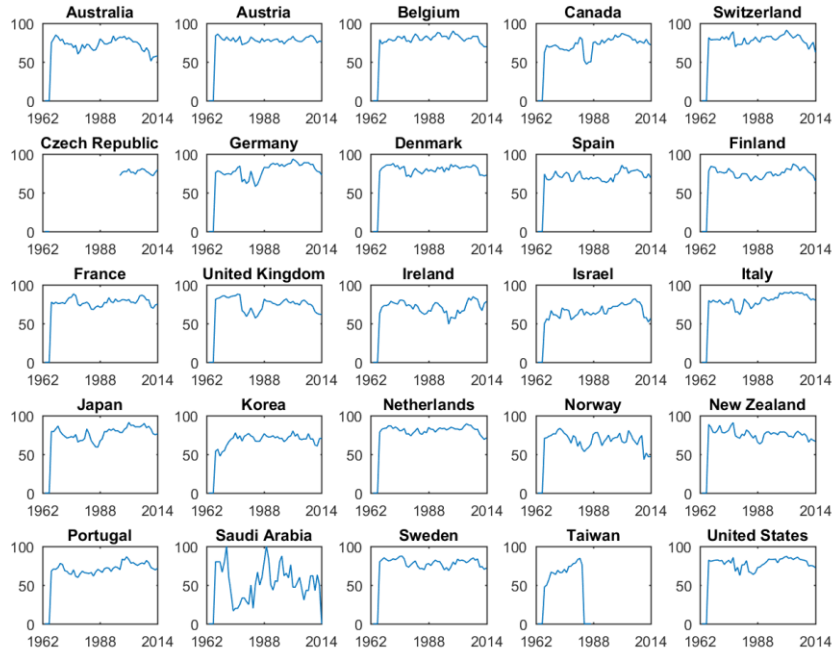 Australia Austria Belgium Canada Switzerland
100 100 100 100 100
50 50 50 50 50
0 0 0 0 0
1962 1988 2014 1962 1988 2014 1962 1988 2014 1962 1988 2014 1962 1988 2014
Czech Republic Germany Denmark Spain Finland
100 100 100 100 100
50 50 50 50 50
0 0 0 0 0
1962 1988 2014 1962 1988 2014 1962 1988 2014 1962 1988 2014 1962 1988 2014
France United Kingdom Ireland Israel Italy
100 100 100 100 100
50 50 50 50 50
0 0 0 0 0
1962 1988 2014 1962 1988 2014 1962 1988 2014 1962 1988 2014 1962 1988 2014
Japan Korea Netherlands Norway New Zealand
100 100 100 100 100
50 50 50 50 50
0 0 0 0 0
1962 1988 2014 1962 1988 2014 1962 1988 2014 1962 1988 2014 1962 1988 2014
Portugal Saudi Arabia Sweden Taiwan United States
100 100 100 100 100
50 50 50 50 50
0 0 0 0 0
1962 1988 2014 1962 1988 2014 1962 1988 2014 1962 1988 2014 1962 1988 2014